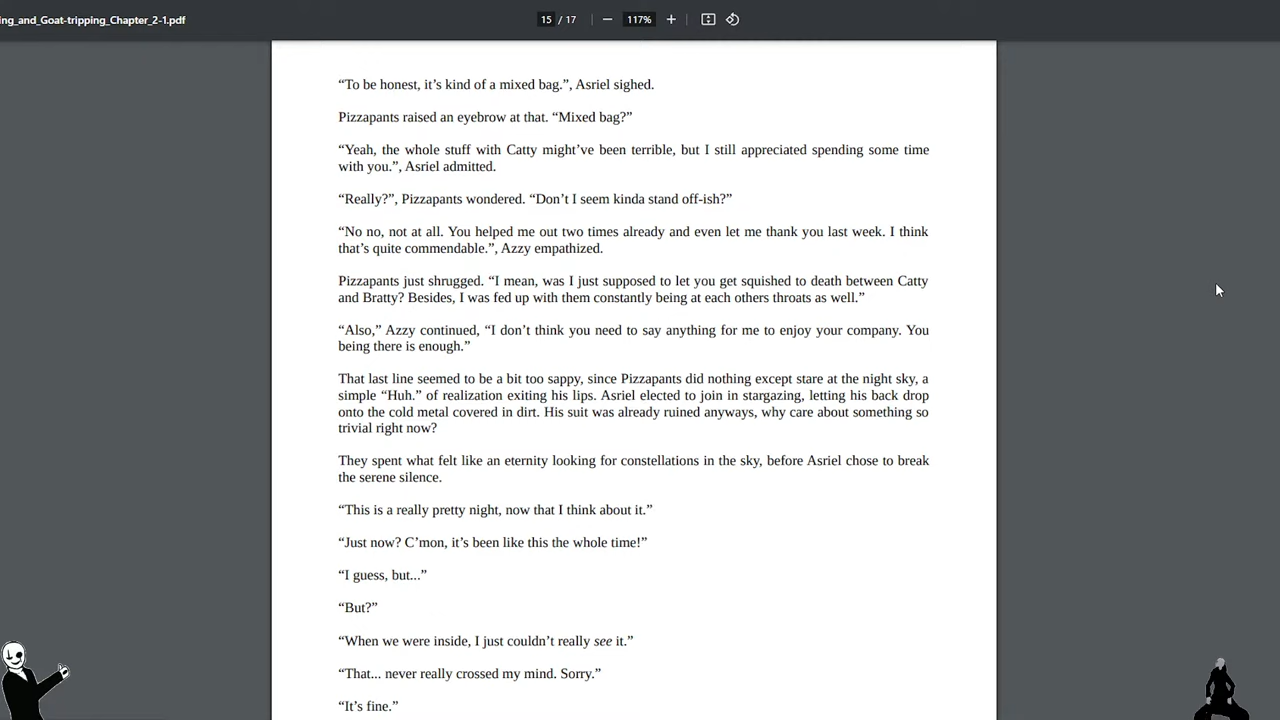 ing_and_Goat-tripping_Chapter_2-1.pdf
15 / 17
117%
“To be honest, it’s kind of a mixed bag.”, Asriel sighed.
Pizzapants raised an eyebrow at that. “Mixed bag?”
“Yeah, the whole stuff with Catty might’ve been terrible, but I still appreciated spending some time
with you.”, Asriel admitted.
“Really?”, Pizzapants wondered. “Don’t I seem kinda stand off-ish?”
“No no, not at all. You helped me out two times already and even let me thank you last week. I think
that’s quite commendable.”, Azzy empathized.
Pizzapants just shrugged. “I mean, was I just supposed to let you get squished to death between Catty
and Bratty? Besides, I was fed up with them constantly being at each others throats as well.”
“Also,” Azzy continued, “I don’t think you need to say anything for me to enjoy your company. You
being there is enough.”
That last line seemed to be a bit too sappy, since Pizzapants did nothing except stare at the night sky, a
simple “Huh.” of realization exiting his lips. Asriel elected to join in stargazing, letting his back drop
onto the cold metal covered in dirt. His suit was already ruined anyways, why care about something so
trivial right now?
They spent what felt like an eternity looking for constellations in the sky, before Asriel chose to break
the serene silence.
“This is a really pretty night, now that I think about it.”
“Just now? C’mon, it’s been like this the whole time!”
“I guess, but...”
“But?”
“When we were inside, I just couldn’t really see it.”
“That... never really crossed my mind. Sorry.”
“It’s fine.”